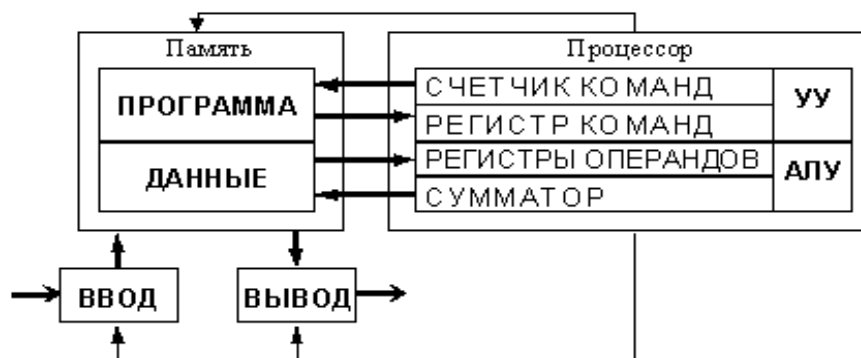 Память
Процессор
ПРОГРАММА
ДАННЫЕ
СЧЕТЧИК КОМАНД
РЕГИСТР КОМАНД
УУ
РЕГИСТРЫ ОПЕРАНДОВ
СУММАТОР
АЛУ
ВВОД
ВЫВОД